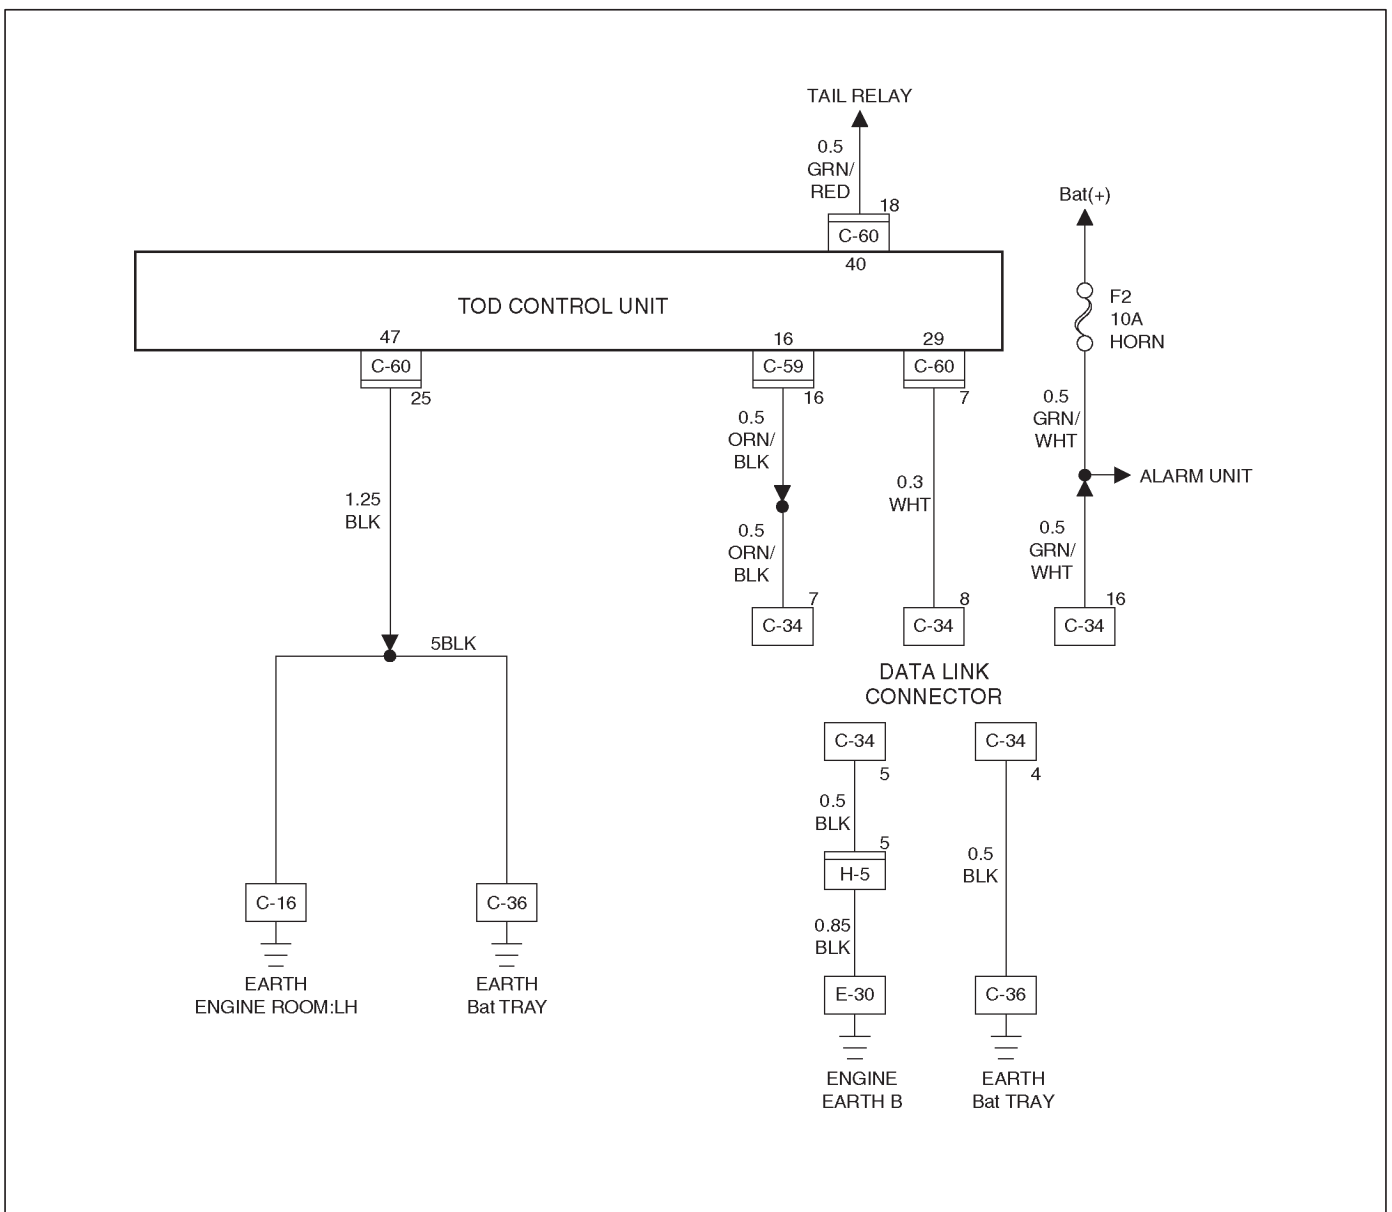 TAIL RELAY
0.5
GRN/
RED
18
C-60
40
Bat(+)
F2
10A
HORN
TOD CONTROL UNIT
47
C-60
25
16
C-59
16
29
C-60
7
0.5
ORN/
BLK
0.5
GRN/
WHT
ALARM UNIT
1.25
BLK
0.3
WHT
0.5
ORN/
BLK
0.5
GRN/
WHT
7
C-34
8
C-34
16
C-34
5BLK
DATA LINK
CONNECTOR
C-34
5
C-34
4
0.5
BLK
5
H-5
0.5
BLK
C-16
C-36
0.85
BLK
EARTH
ENGINE ROOM:LH
EARTH
Bat TRAY
E-30
C-36
ENGINE
EARTH B
EARTH
Bat TRAY